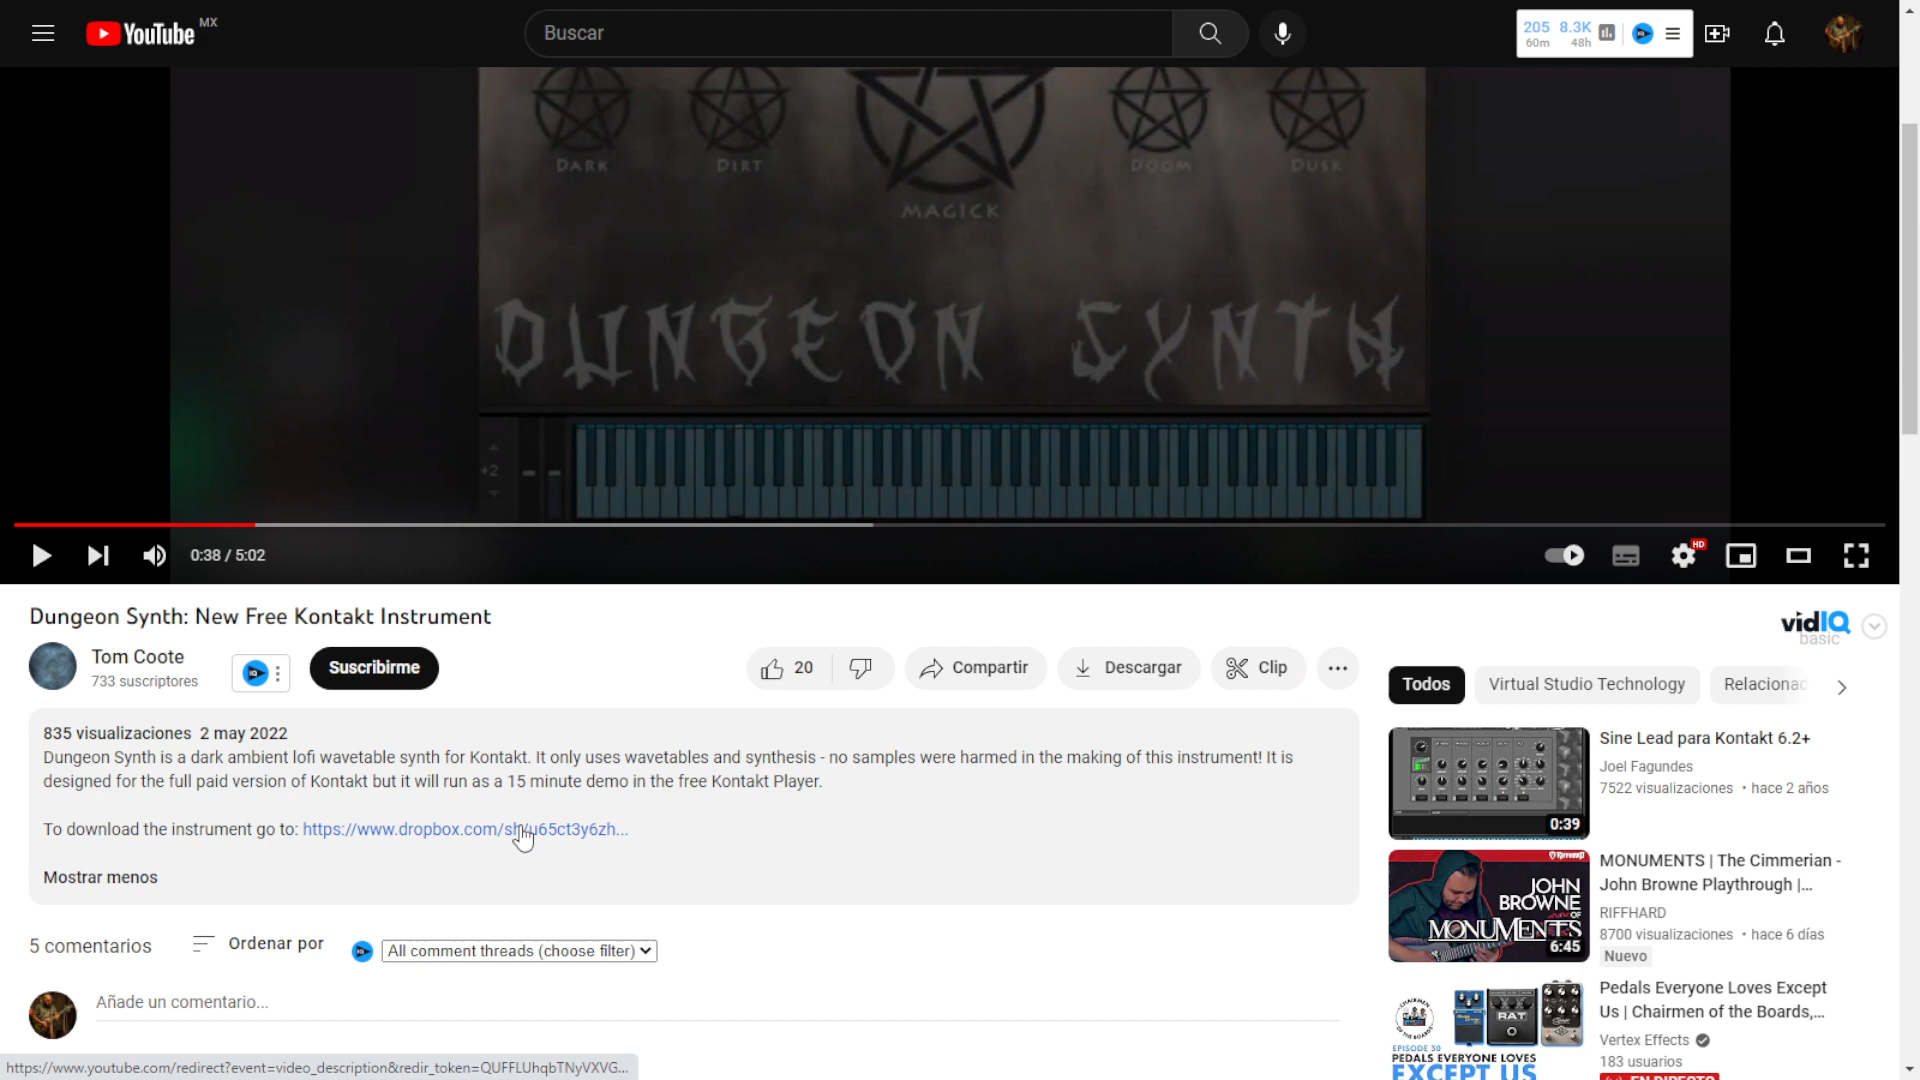 YouTube MX
Buscar
205 8.3K
60m 48h
DARK
DIRT
MAGICK
DOOM
DUSK
DUNGEON SYNTH
+2
0:38 / 5:02
HD
Dungeon Synth: New Free Kontakt Instrument
vidIQ
basic
Tom Coote
733 suscriptores
Suscribirme
20
Compartir
Descargar
Clip
Todos
Virtual Studio Technology
Relacionad
835 visualizaciones 2 may 2022
Dungeon Synth is a dark ambient lofi wavetable synth for Kontakt. It only uses wavetables and synthesis - no samples were harmed in the making of this instrument! It is
designed for the full paid version of Kontakt but it will run as a 15 minute demo in the free Kontakt Player.
To download the instrument go to: https://www.dropbox.com/sh/u65ct3y6zh...
Mostrar menos
5 comentarios
Ordenar por
All comment threads (choose filter)
Añade un comentario...
https://www.youtube.com/redirect?event=video_description&redir_token=QUFFLUhqbTNyVXVG...
0:39
Sine Lead para Kontakt 6.2+
Joel Fagundes
7522 visualizaciones • hace 2 años
JOHN
BROWNE
OF
MONUMENTS
6:45
MONUMENTS | The Cimmerian -
John Browne Playthrough |...
RIFFHARD
8700 visualizaciones • hace 6 días
Nuevo
RAT
EPISODE 30
PEDALS EVERYONE LOVES
EXCEPT US
Pedals Everyone Loves Except
Us | Chairmen of the Boards,...
Vertex Effects
183 usuarios
EN DIRECTO